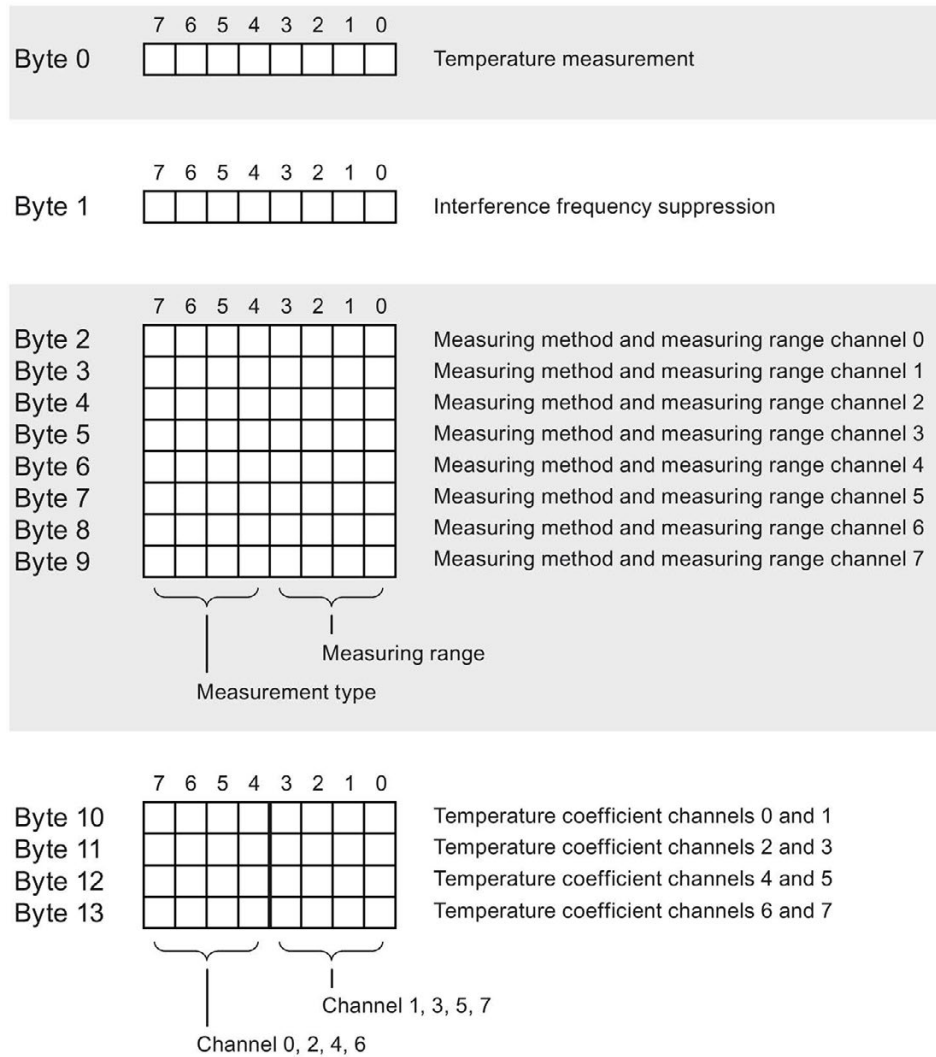 7 6 5 4 3 2 1 0
Byte 0 Temperature measurement
7 6 5 4 3 2 1 0
Byte 1 Interference frequency suppression
7 6 5 4 3 2 1 0
Byte 2 Measuring method and measuring range channel 0
Byte 3 Measuring method and measuring range channel 1
Byte 4 Measuring method and measuring range channel 2
Byte 5 Measuring method and measuring range channel 3
Byte 6 Measuring method and measuring range channel 4
Byte 7 Measuring method and measuring range channel 5
Byte 8 Measuring method and measuring range channel 6
Byte 9 Measuring method and measuring range channel 7
Measuring range
Measurement type
7 6 5 4 3 2 1 0
Byte 10 Temperature coefficient channels 0 and 1
Byte 11 Temperature coefficient channels 2 and 3
Byte 12 Temperature coefficient channels 4 and 5
Byte 13 Temperature coefficient channels 6 and 7
Channel 1, 3, 5, 7
Channel 0, 2, 4, 6